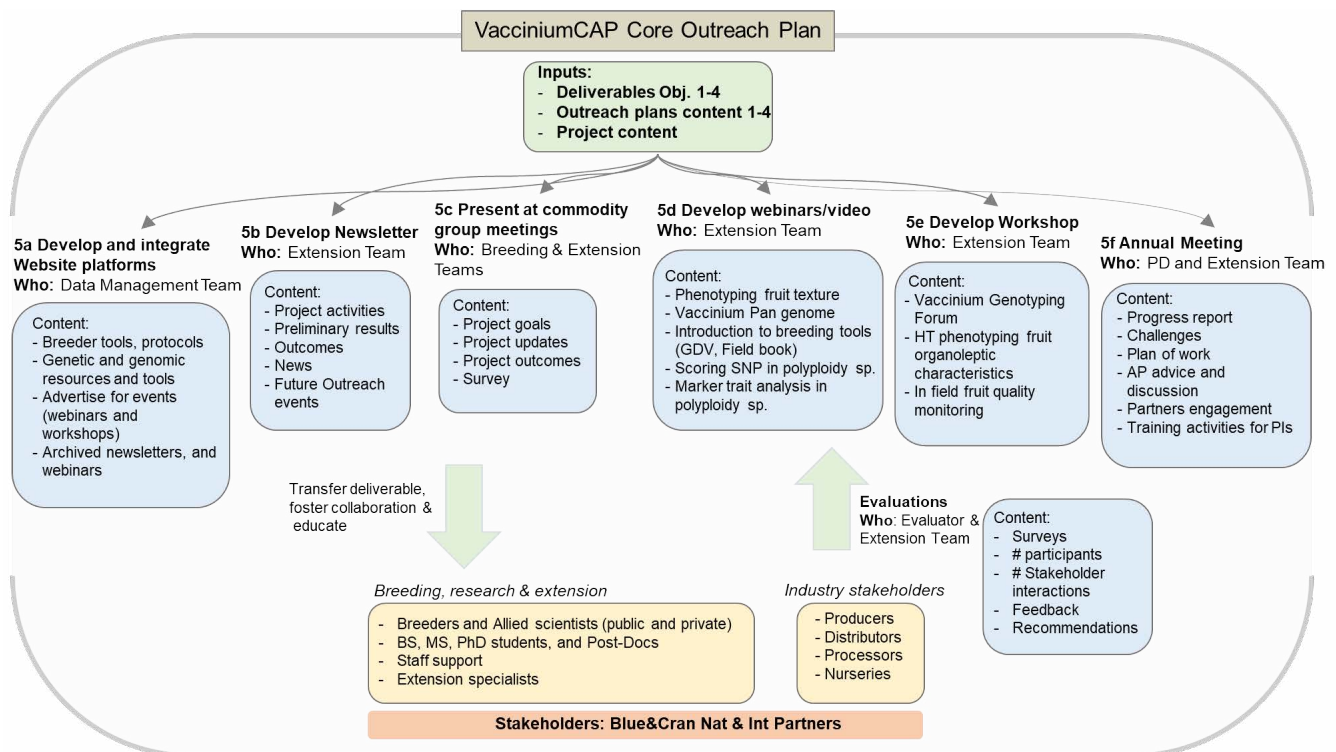 VacciniumCAP Core Outreach Plan
Inputs:
- Deliverables Obj. 1-4
- Outreach plans content 1-4
- Project content
5a Develop and integrate
Website platforms
Who: Data Management Team
Content:
- Breeder tools, protocols
- Genetic and genomic
resources and tools
- Advertise for events
(webinars and
workshops)
- Archived newsletters, and
webinars
5b Develop Newsletter
Who: Extension Team
Content:
- Project activities
- Preliminary results
- Outcomes
- News
- Future Outreach
events
5c Present at commodity
group meetings
Who: Breeding & Extension
Teams
Content:
- Project goals
- Project updates
- Project outcomes
- Survey
5d Develop webinars/video
Who: Extension Team
Content:
- Phenotyping fruit texture
- Vaccinium Pan genome
- Introduction to breeding tools
(GDV, Field book)
- Scoring SNP in polyploidy sp.
- Marker trait analysis in
polyploidy sp.
5e Develop Workshop
Who: Extension Team
Content:
- Vaccinium Genotyping
Forum
- HT phenotyping fruit
organoleptic
characteristics
- In field fruit quality
monitoring
5f Annual Meeting
Who: PD and Extension Team
Content:
- Progress report
- Challenges
- Plan of work
- AP advice and
discussion
- Partners engagement
- Training activities for PIs
Transfer deliverable,
foster collaboration &
educate
Evaluations
Who: Evaluator &
Extension Team
Content:
- Surveys
- # participants
- # Stakeholder
interactions
- Feedback
- Recommendations
Breeding, research & extension
- Breeders and Allied scientists (public and private)
- BS, MS, PhD students, and Post-Docs
- Staff support
- Extension specialists
Industry stakeholders
- Producers
- Distributors
- Processors
- Nurseries
Stakeholders: Blue&Cran Nat & Int Partners